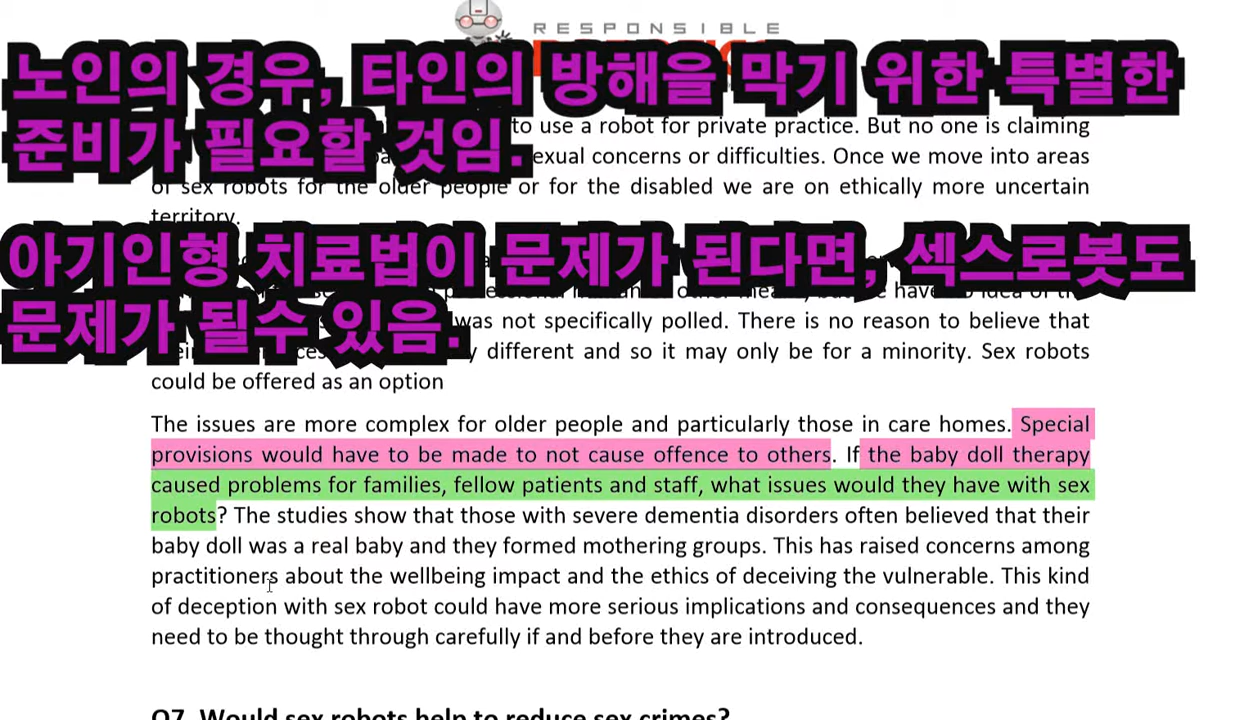 RESPONSIBLE
노인의 경우, 타인의 방해을 막기 위한 특별한
준비가 필요할 것임.
to use a robot for private practice. But no one is claiming
exual concerns or difficulties. Once we move into areas
of sex robots for the older people or for the disabled we are on ethically more uncertain
territory.
아기인형 치료법이 문제가 된다면, 섹스로봇도
문제가 될수 있음.
was not specifically polled. There is no reason to believe that
different and so it may only be for a minority. Sex robots
could be offered as an option
The issues are more complex for older people and particularly those in care homes. Special
provisions would have to be made to not cause offence to others. If the baby doll therapy
caused problems for families, fellow patients and staff, what issues would they have with sex
robots? The studies show that those with severe dementia disorders often believed that their
baby doll was a real baby and they formed mothering groups. This has raised concerns among
practitioners about the wellbeing impact and the ethics of deceiving the vulnerable. This kind
of deception with sex robot could have more serious implications and consequences and they
need to be thought through carefully if and before they are introduced.
Q7. Would sex robots help to reduce sex crimes?